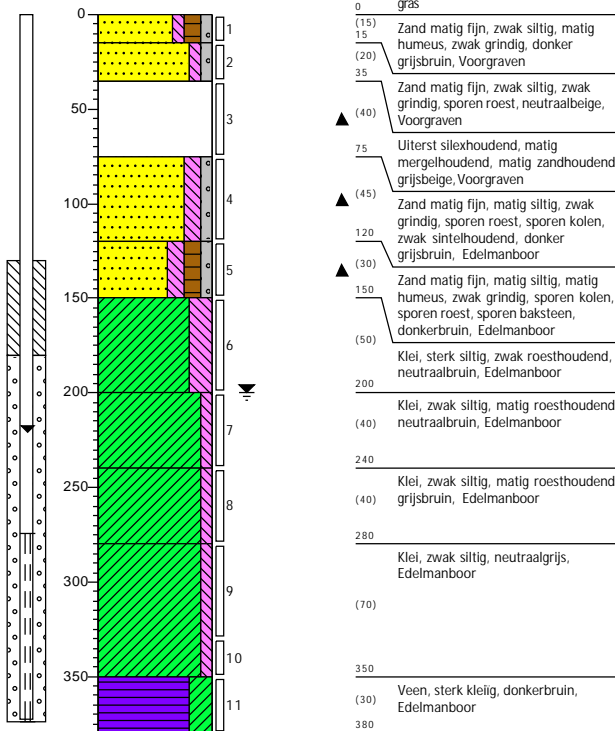 gras
0
(15)
15
Zand matig fijn, zwak siltig, matig
humeus, zwak grindig, donker
grijsbruin, Voorgraven
(20)
35
Zand matig fijn, zwak siltig, zwak
grindig, sporen roest, neutraalbeige,
Voorgraven
(40)
75
Uiterst silexhoudend, matig
mergelhoudend, matig zandhoudend
grijsbeige, Voorgraven
(45)
120
Zand matig fijn, matig siltig, zwak
grindig, sporen roest, sporen kolen,
zwak sintelhoudend, donker
grijsbruin, Edelmanboor
(30)
150
Zand matig fijn, matig siltig, matig
humeus, zwak grindig, sporen kolen,
sporen roest, sporen baksteen,
donkerbruin, Edelmanboor
(50)
Klei, sterk siltig, zwak roesthoudend,
neutraalbruin, Edelmanboor
200
Klei, zwak siltig, matig roesthoudend
neutraalbruin, Edelmanboor
(40)
240
Klei, zwak siltig, matig roesthoudend
grijsbruin, Edelmanboor
(40)
280
Klei, zwak siltig, neutraalgrijs,
Edelmanboor
(70)
350
Veen, sterk kleiïg, donkerbruin,
Edelmanboor
(30)
380
0
50
100
150
200
250
300
350
1
2
3
4
5
6
7
8
9
10
11